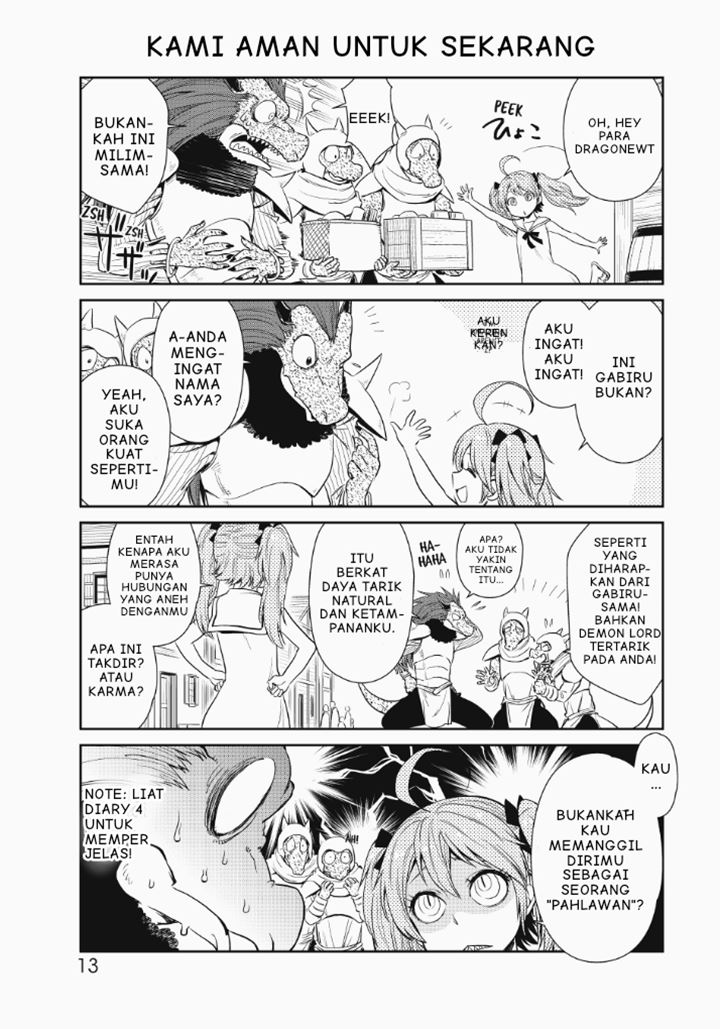 KAMI AMAN UNTUK SEKARANG
OH, HEY
PARA
DRAGONEWT
PEEK
ひょこ
EEEK!
BUKAN-
KAH INI
MILIM-
SAMA!
ZSH
ZSH
ザザ
INI
GABIRU
BUKAN?
AKU
INGAT!
AKU
INGAT!
AKU
KEREN
KAN?
A-ANDA
MENG-
INGAT
NAMA
SAYA?
YEAH,
AKU
SUKA
ORANG
KUAT
SEPERTI-
MU!
SEPERTI
YANG
DIHARAP-
KAN DARI
GABIRU-
SAMA!
BAHKAN
DEMON LORD
TERTARIK
PADA ANDA!
APA?
AKU TIDAK
YAKIN
TENTANG
ITU...
HA-
HAHA
ITU
BERKAT
DAYA TARIK
NATURAL
DAN KETAM-
PANANKU.
ENTAH
KENAPA AKU
MERASA
PUNYA
HUBUNGAN
YANG ANEH
DENGANMU
APA INI
TAKDIR?
ATAU
KARMA?
KAU
...
BUKANKAH
KAU
MEMANGGIL
DIRIMU
SEBAGAI
SEORANG
"PAHLAWAN"?
AH!
NOTE: LIAT
DIARY 4
UNTUK
MEMPER
JELAS!
13